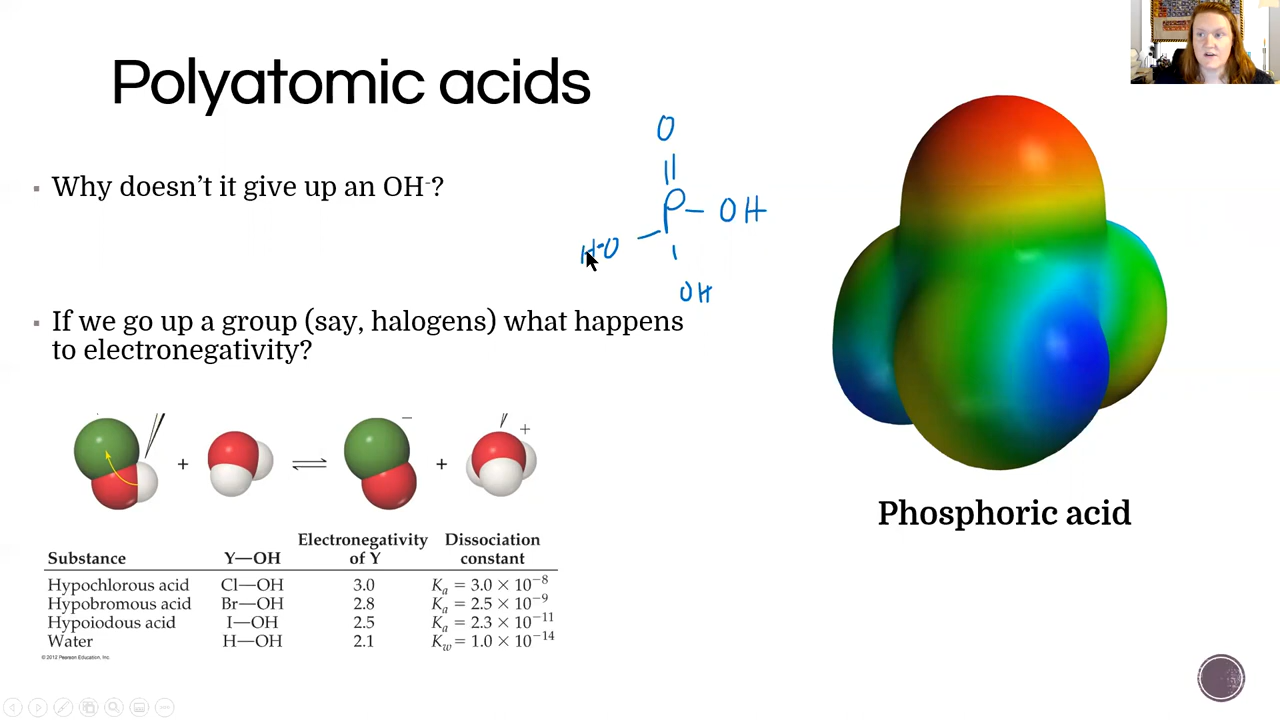 Polyatomic acids
▪ Why doesn't it give up an OH-?
▪ If we go up a group (say, halogens) what happens
to electronegativity?
O
P
OH
H-O
OH
+
−
+
+
Electronegativity Dissociation
Substance Y—OH of Y constant
Hypochlorous acid Cl—OH 3.0 Ka = 3.0 × 10−8
Hypobromous acid Br—OH 2.8 Ka = 2.5 × 10−9
Hypoiodous acid I—OH 2.5 Ka = 2.3 × 10−11
Water H—OH 2.1 Kw = 1.0 × 10−14
© 2012 Pearson Education, Inc.
Phosphoric acid